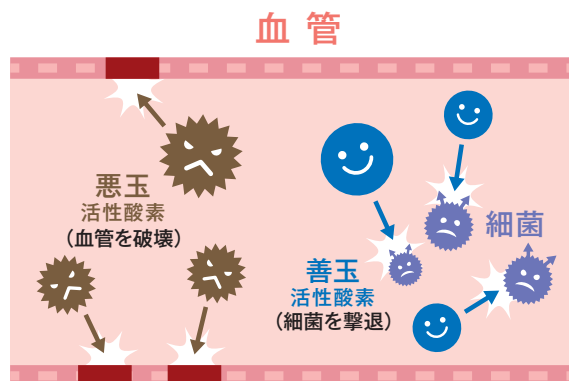 血管
悪玉
活性酸素
（血管を破壊）
細菌
善玉
活性酸素
（細菌を撃退）